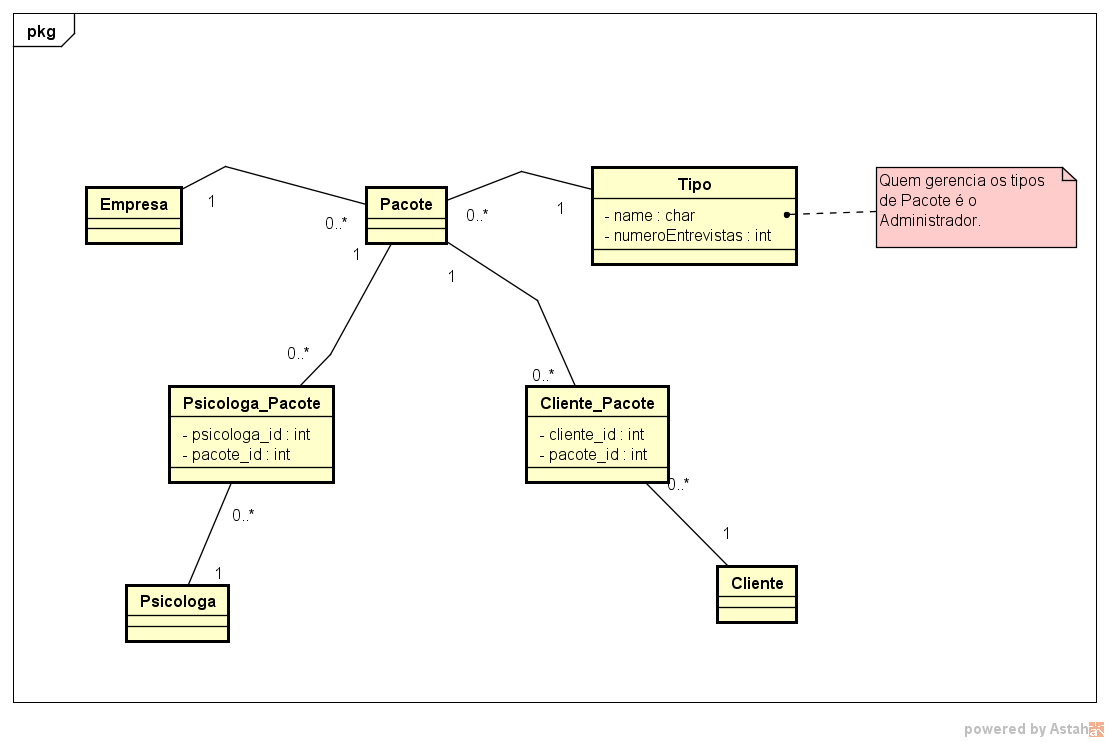 pkg
Empresa
1
0..*
Pacote
0..*
1
Tipo
- name : char
- numeroEntrevistas : int
Quem gerencia os tipos
de Pacote é o
Administrador.
1
1
0..*
0..*
Psicologa_Pacote
- psicologa_id : int
- pacote_id : int
Cliente_Pacote
- cliente_id : int
- pacote_id : int
0..*
0..*
1
1
Psicologa
Cliente
powered by Astah